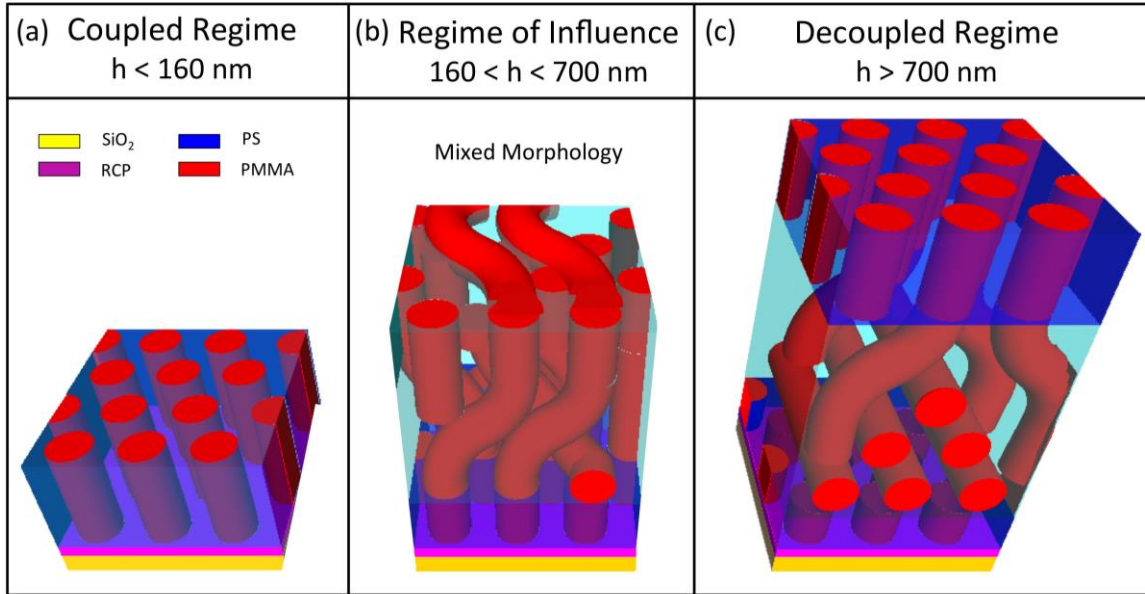 (a) Coupled Regime
h < 160 nm
(b) Regime of Influence
160 < h < 700 nm
(c) Decoupled Regime
h > 700 nm
SiO₂ PS
RCP PMMA
Mixed Morphology